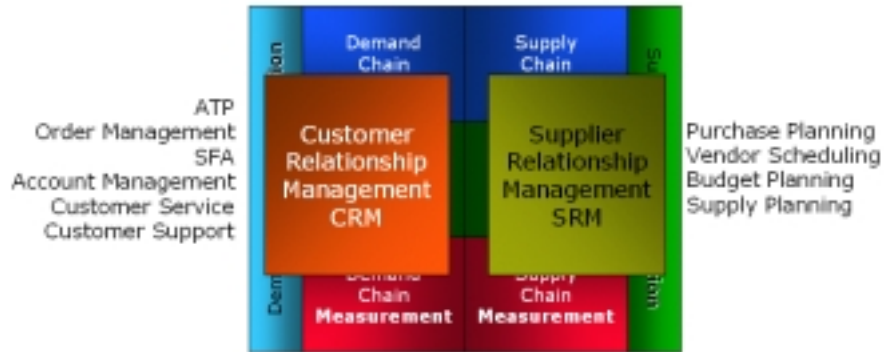 Demand
Chain
Supply
Chain
ATP
Order Management
SFA
Account Management
Customer Service
Customer Support
Customer
Relationship
Management
CRM
Supplier
Relationship
Management
SRM
Purchase Planning
Vendor Scheduling
Budget Planning
Supply Planning
Demand
Chain
Measurement
Supply
Chain
Measurement